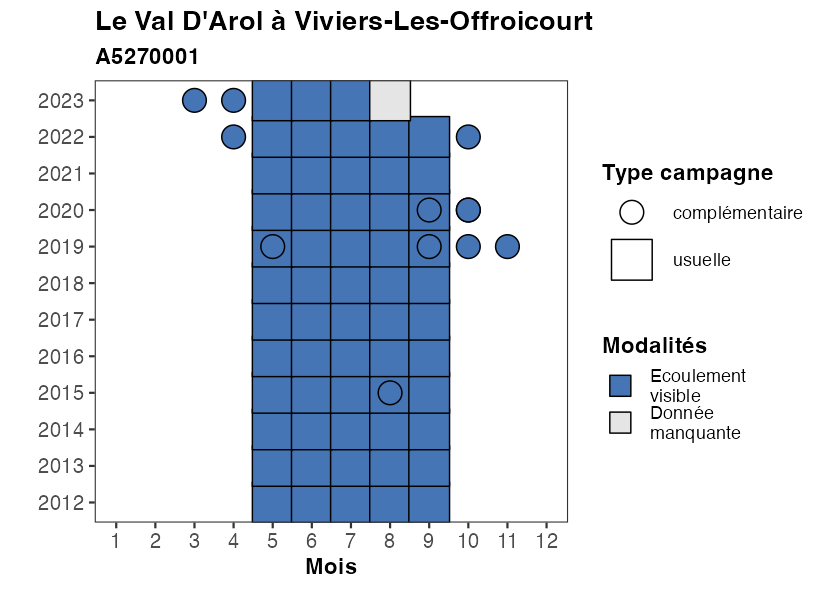 Le Val D'Arol à Viviers-Les-Offroicourt
A5270001
2023
2022
2021
2020
2019
2018
2017
2016
2015
2014
2013
2012
1 2 3 4 5 6 7 8 9 10 11 12
Mois
Type campagne
complémentaire
usuelle
Modalités
Ecoulement
visible
Donnée
manquante